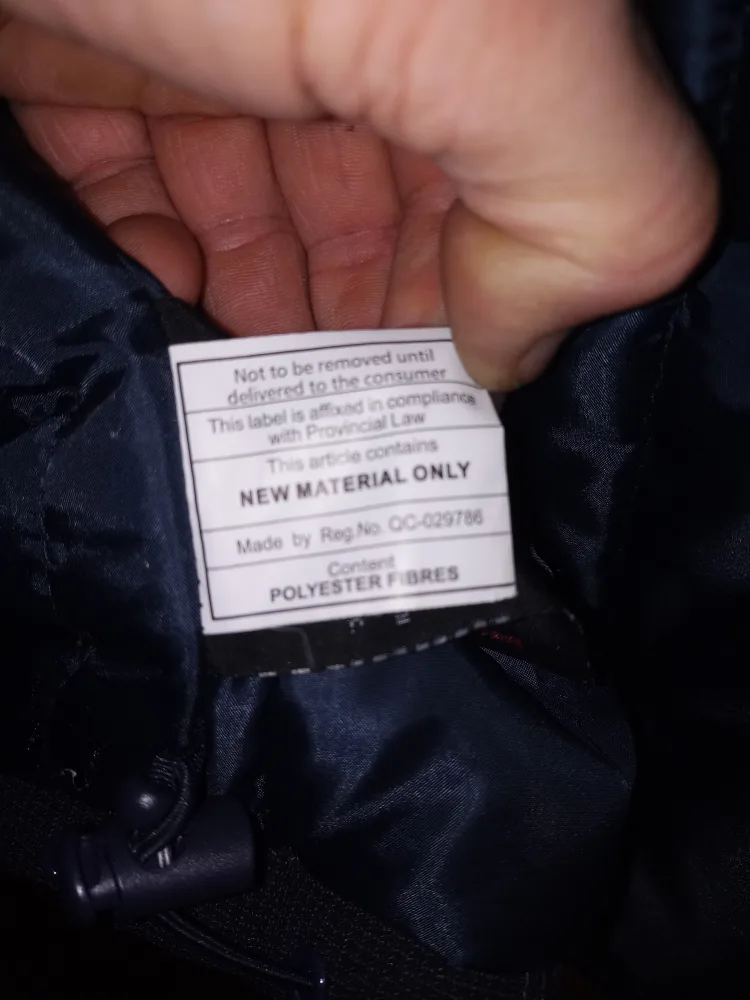 Not to be removed until
delivered to the consumer
This label is affixed in compliance
with Provincial Law
This article contains
NEW MATERIAL ONLY
Made by Reg.No. QC-029786
Content
POLYESTER FIBRES